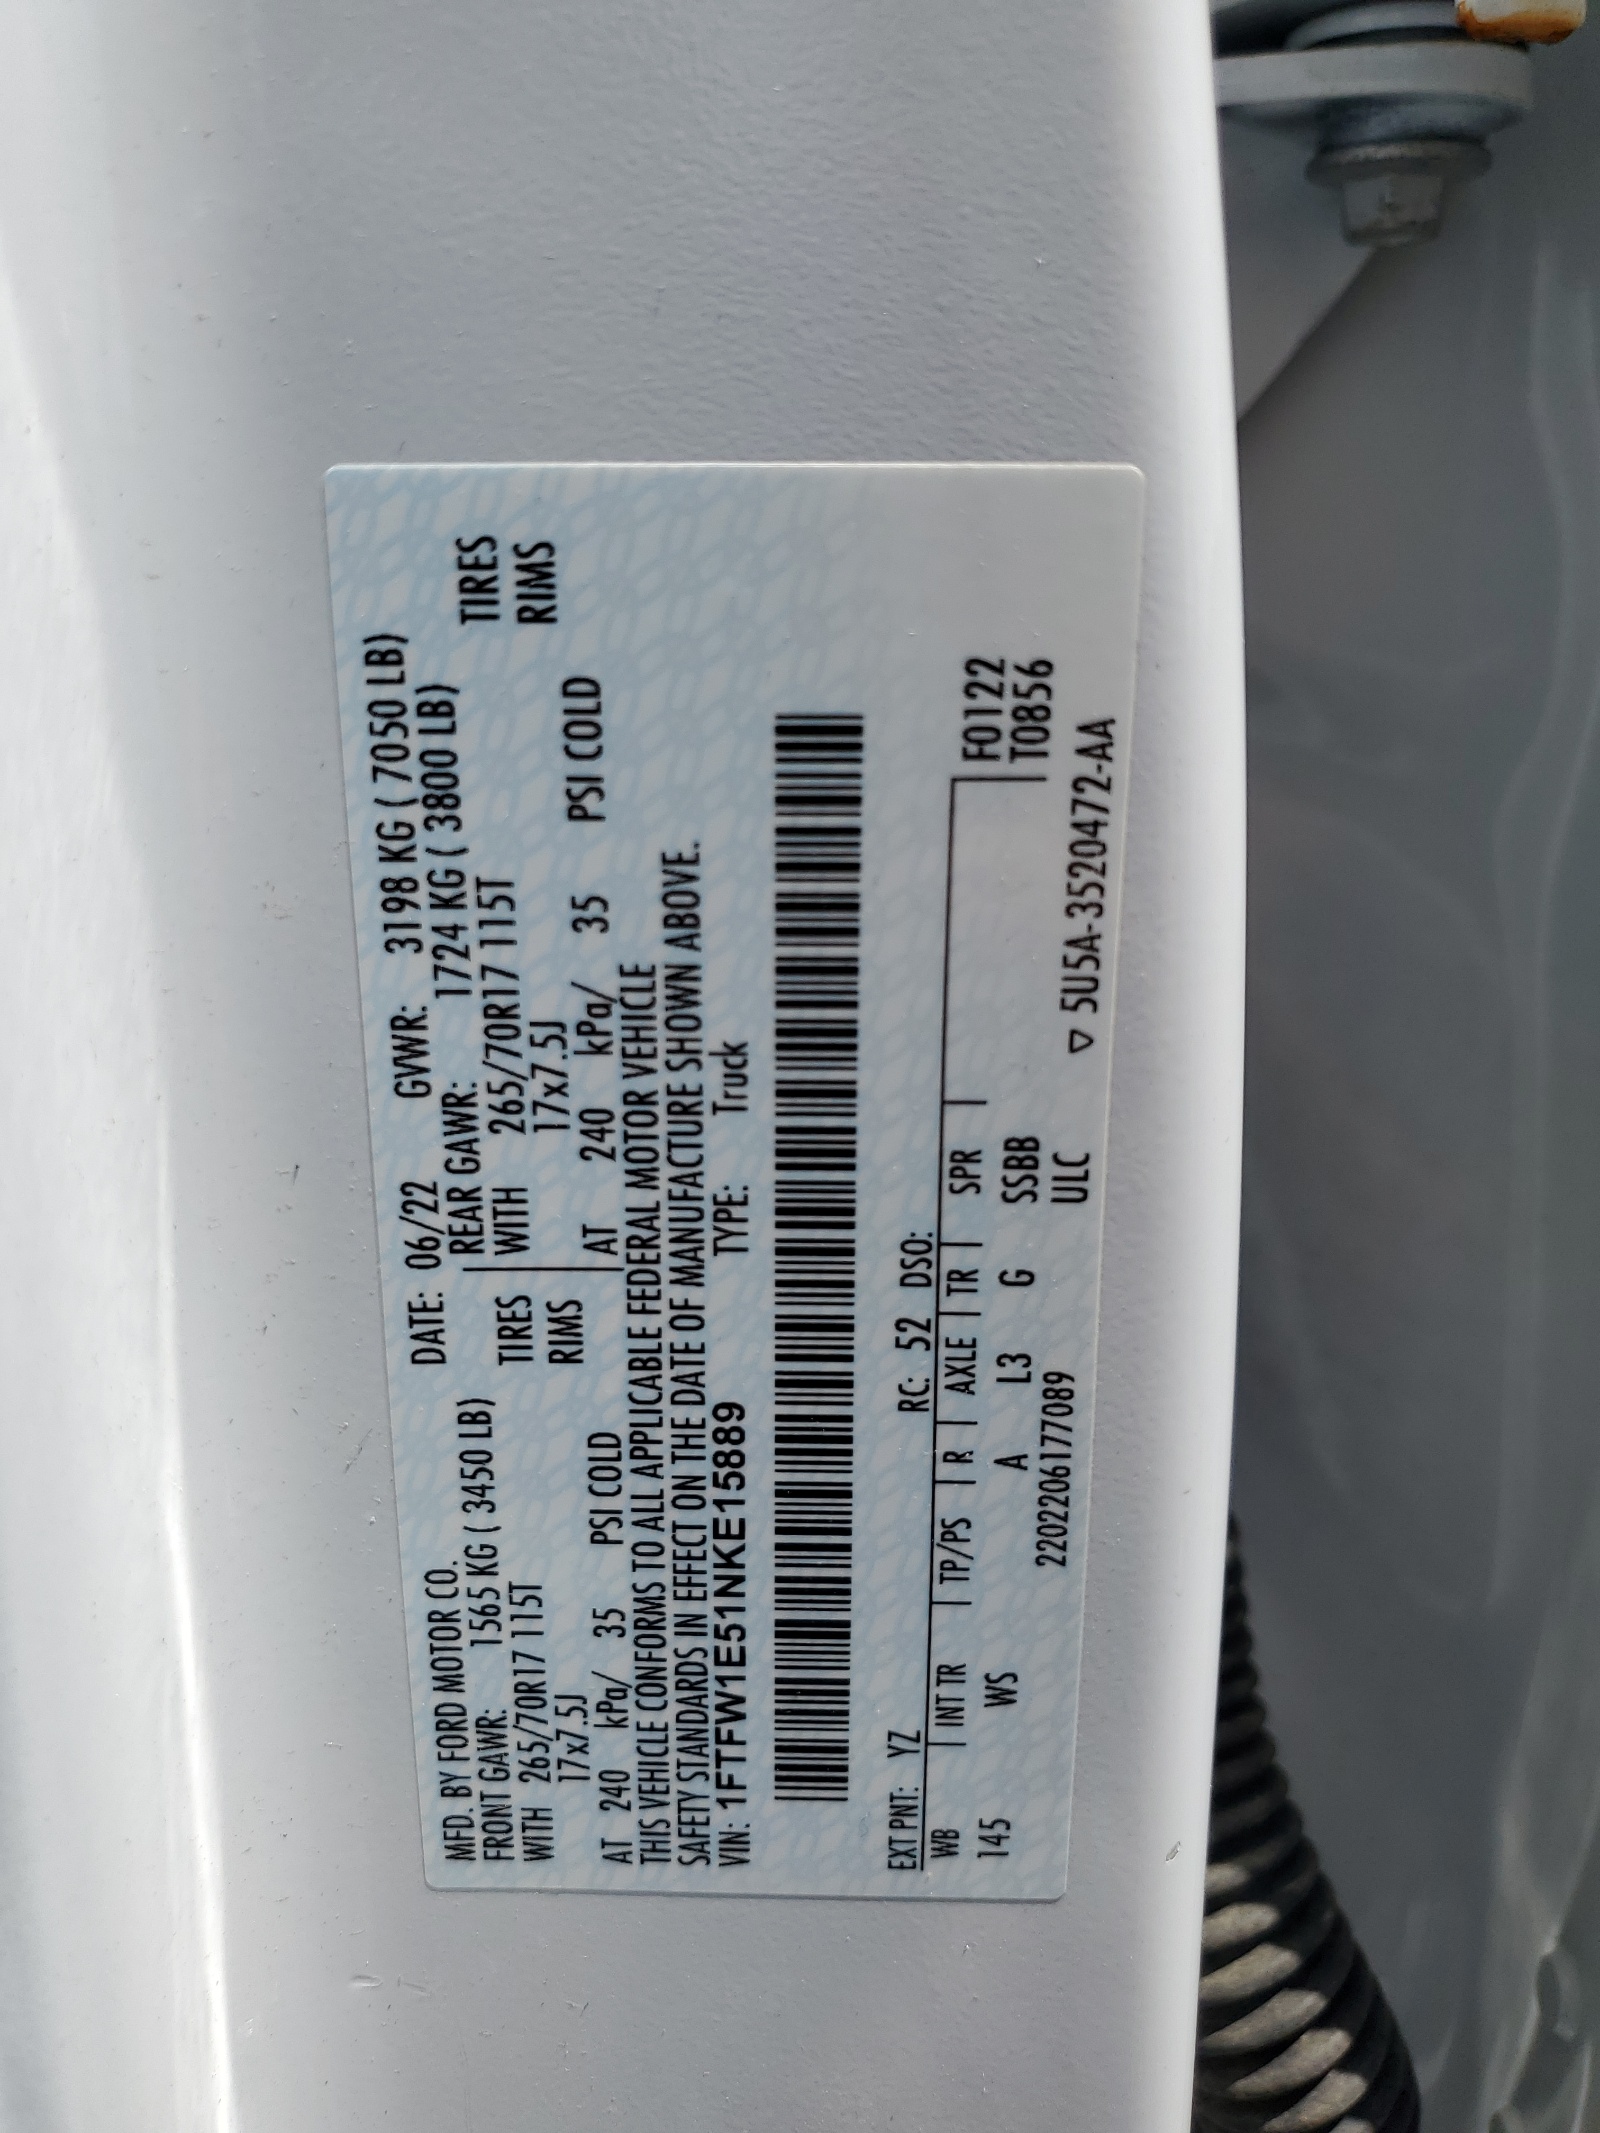 MFD. BY FORD MOTOR CO. DATE: 06/22 GVWR: 3198 KG ( 7050 LB)
FRONT GAWR: 1565 KG ( 3450 LB) REAR GAWR: 1724 KG ( 3800 LB)
WITH 265/70R17 115T TIRES WITH 265/70R17 115T TIRES
17x7.5J RIMS 17x7.5J RIMS
AT 240 kPa/ 35 PSI COLD AT 240 kPa/ 35 PSI COLD
THIS VEHICLE CONFORMS TO ALL APPLICABLE FEDERAL MOTOR VEHICLE
SAFETY STANDARDS IN EFFECT ON THE DATE OF MANUFACTURE SHOWN ABOVE.
VIN: 1FTFW1E51NKE15889 TYPE: Truck
EXT PNT: YZ RC: 52 DSO:
WB INT TR TP/PS R AXLE TR SPR F0122
145 WS A L3 G SSBB T0856
2202206177089 ULC
▽ 5U5A-3520472-AA